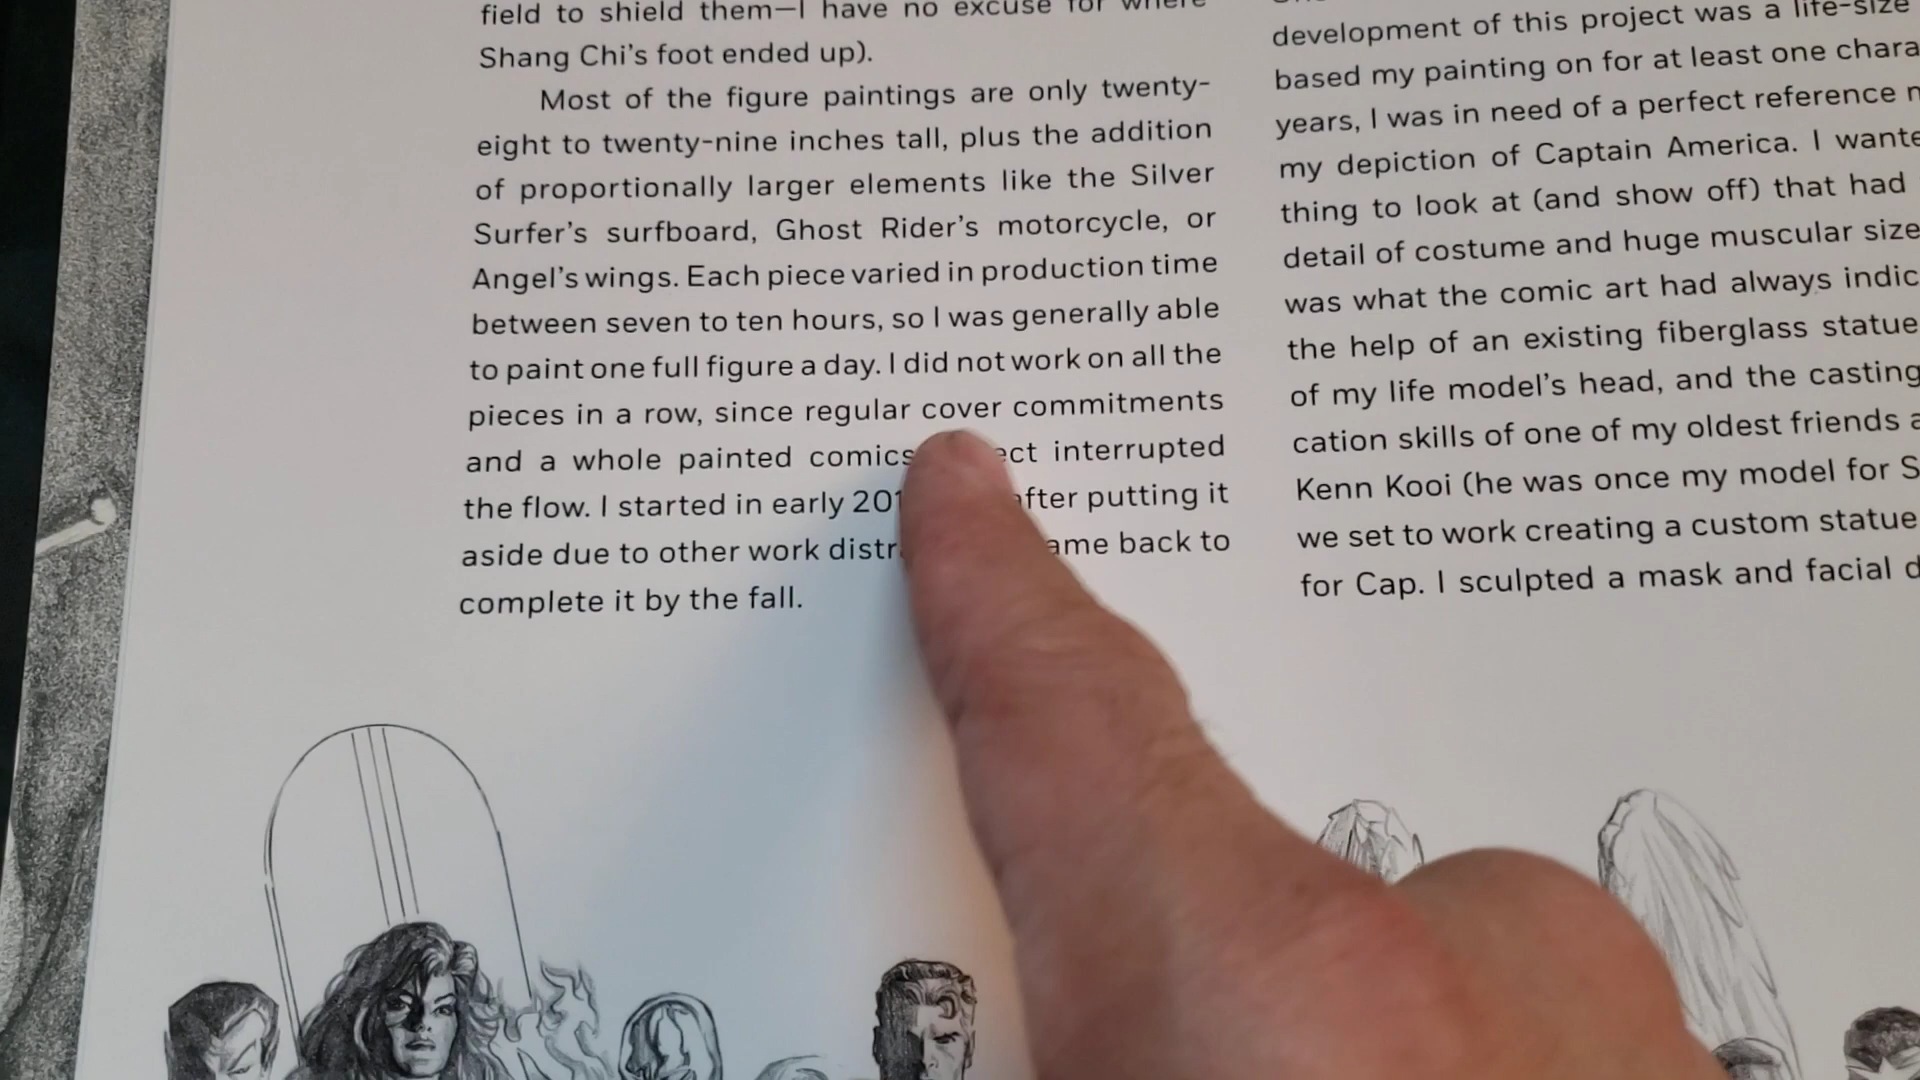 field to shield them—I have no excuse for where
Shang Chi's foot ended up).
Most of the figure paintings are only twenty-
eight to twenty-nine inches tall, plus the addition
of proportionally larger elements like the Silver
Surfer's surfboard, Ghost Rider's motorcycle, or
Angel's wings. Each piece varied in production time
between seven to ten hours, so I was generally able
to paint one full figure a day. I did not work on all the
pieces in a row, since regular cover commitments
and a whole painted comics interrupted
the flow. I started in early after putting it
aside due to other work back to
complete it by the fall.
development of this project was a life-size
based my painting on for at least one
years, I was in need of a perfect reference
my depiction of Captain America. I
thing to look at (and show off) that had
detail of costume and huge muscular size
was what the comic art had always
the help of an existing fiberglass statue
of my life model's head, and the casting
cation skills of one of my oldest friends
Kenn Kooi (he was once my model for
we set to work creating a custom statue
for Cap. I sculpted a mask and facial